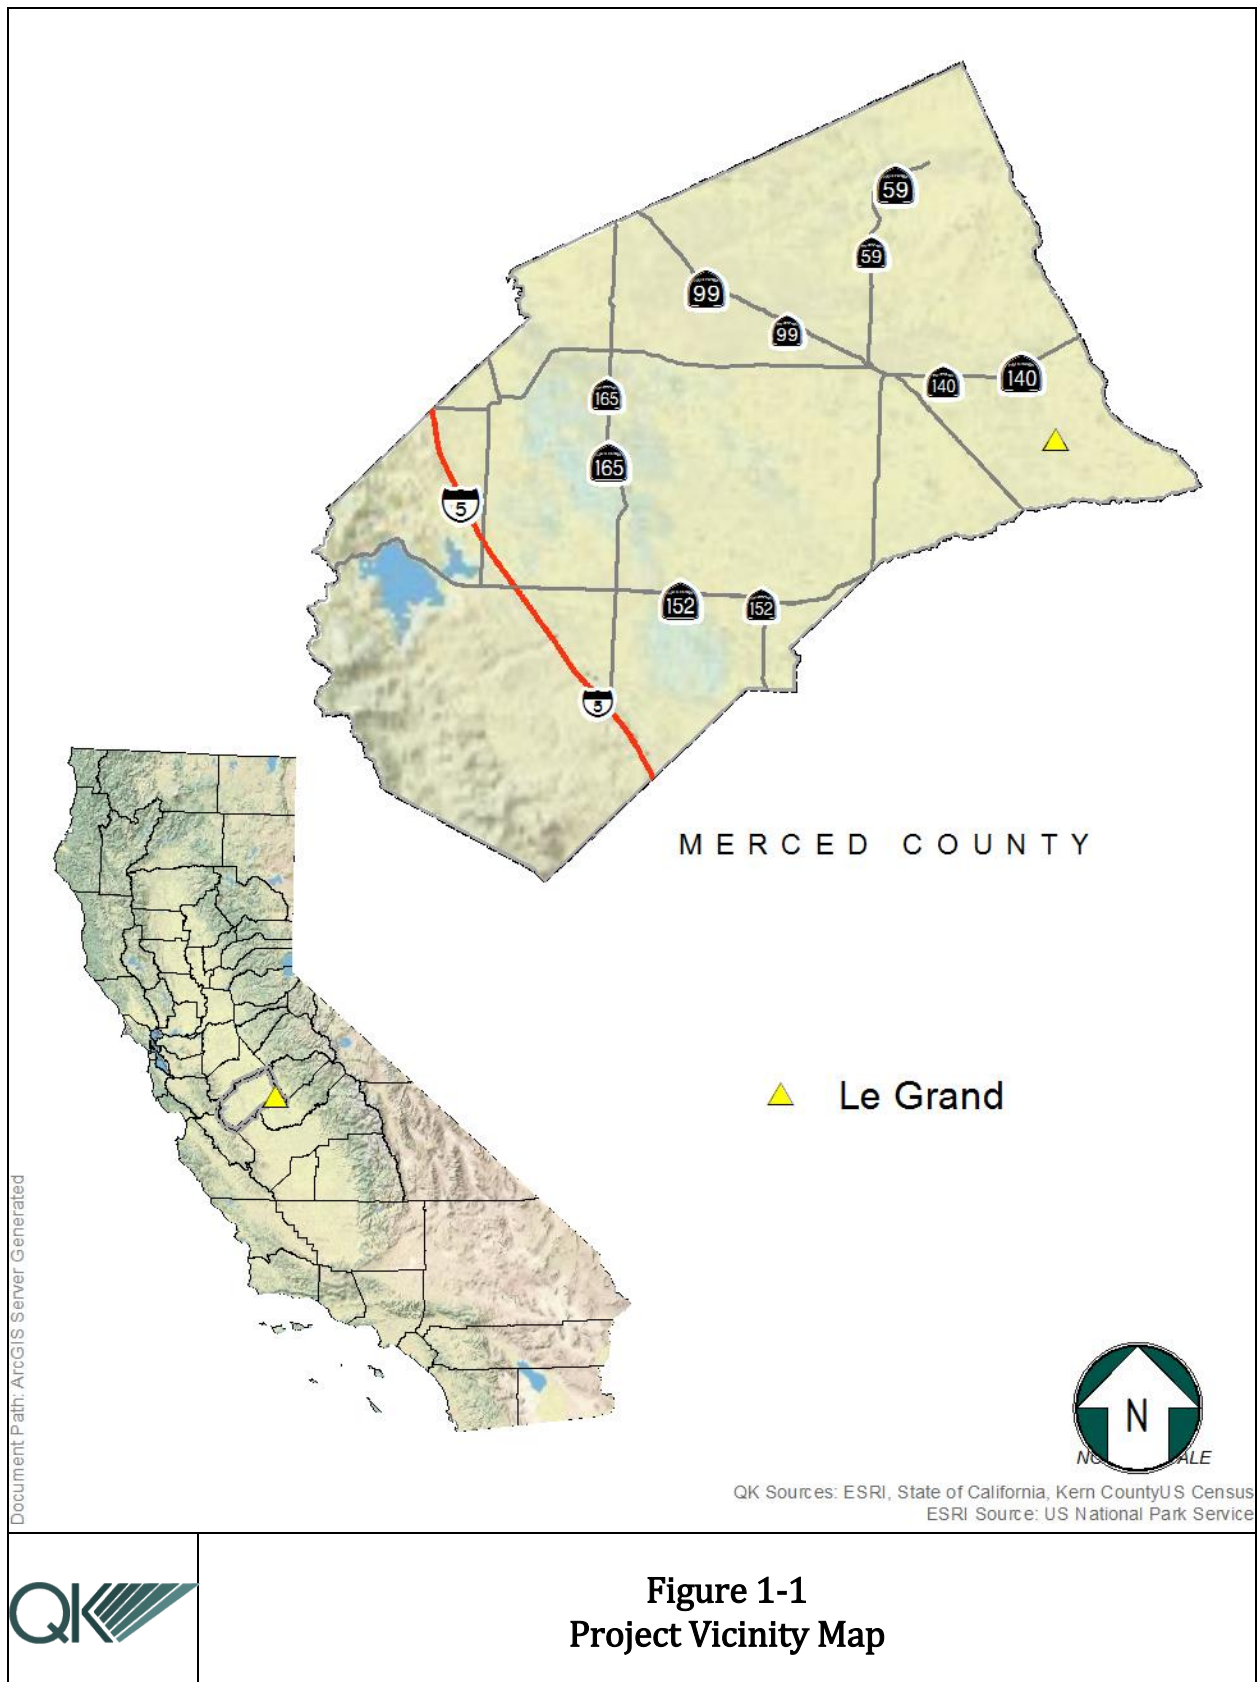 59
59
99
99
140
140
165
165
5
152
152
5
MERCED COUNTY
Le Grand
N
ALE
Document Path: ArcGIS Server Generated
QK Sources: ESRI, State of California, Kern CountyUS Census
ESRI Source: US National Park Service
QK
Figure 1-1
Project Vicinity Map